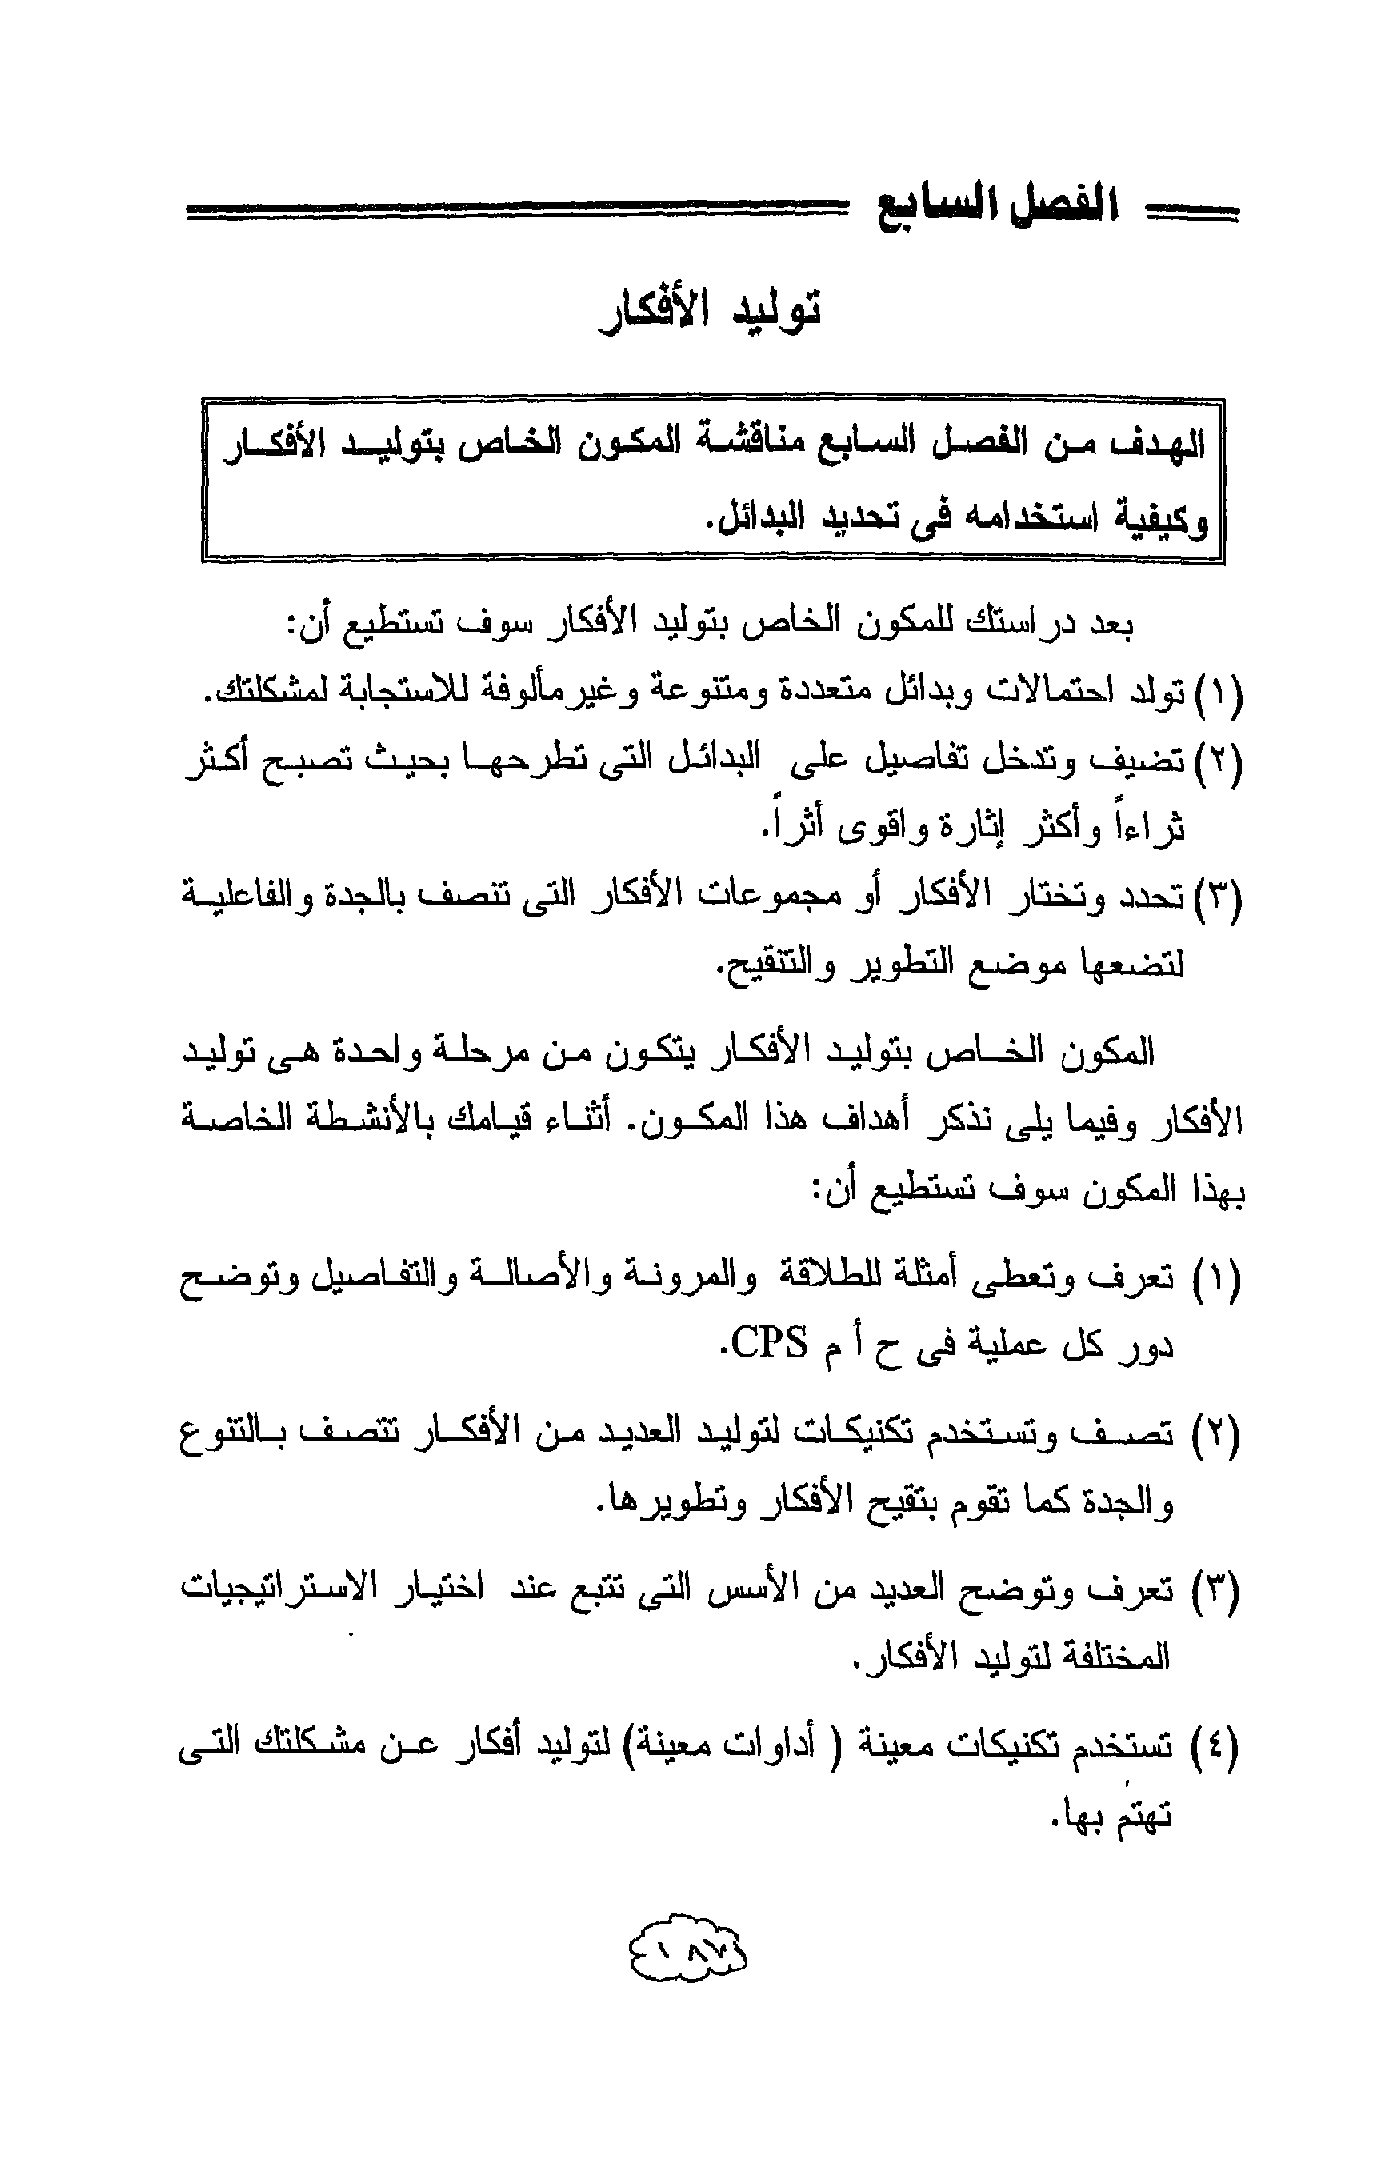 الفصل السابع
توليد الأفكار
الهدف من الفصل السابع مناقشة المكون الخاص بتوليد الأفكار
وكيفية استخدامه فى تحديد البدائل.
بعد دراستك للمكون الخاص بتوليد الأفكار سوف تستطيع أن:
(١) تولد احتمالات وبدائل متعددة ومتنوعة وغير مألوفة للاستجابة لمشكلتك.
(٢) تضيف وتدخل تفاصيل على البدائل التى تطرحها بحيث تصبح أكثر
ثراءاً وأكثر إثارة واقوى أثراً.
(٣) تحدد وتختار الأفكار أو مجموعات الأفكار التى تتصف بالجدة والفاعلية
لتضعها موضع التطوير والتنقيح.
المكون الخاص بتوليد الأفكار يتكون من مرحلة واحدة هى توليد
الأفكار وفيما يلى نذكر أهداف هذا المكون. أثناء قيامك بالأنشطة الخاصة
بهذا المكون سوف تستطيع أن:
(١) تعرف وتعطى أمثلة للطلاقة والمرونة والأصالة والتفاصيل وتوضح
دور كل عملية فى ح أ م CPS.
(٢) تصف وتستخدم تكنيكات لتوليد العديد من الأفكار تتصف بالتنوع
والجدة كما تقوم بتقيح الأفكار وتطويرها.
(٣) تعرف وتوضح العديد من الأسس التى تتبع عند اختيار الاستراتيجيات
المختلفة لتوليد الأفكار.
(٤) تستخدم تكنيكات معينة ( أداوات معينة) لتوليد أفكار عن مشكلتك التى
تهتم بها.
١٨٧